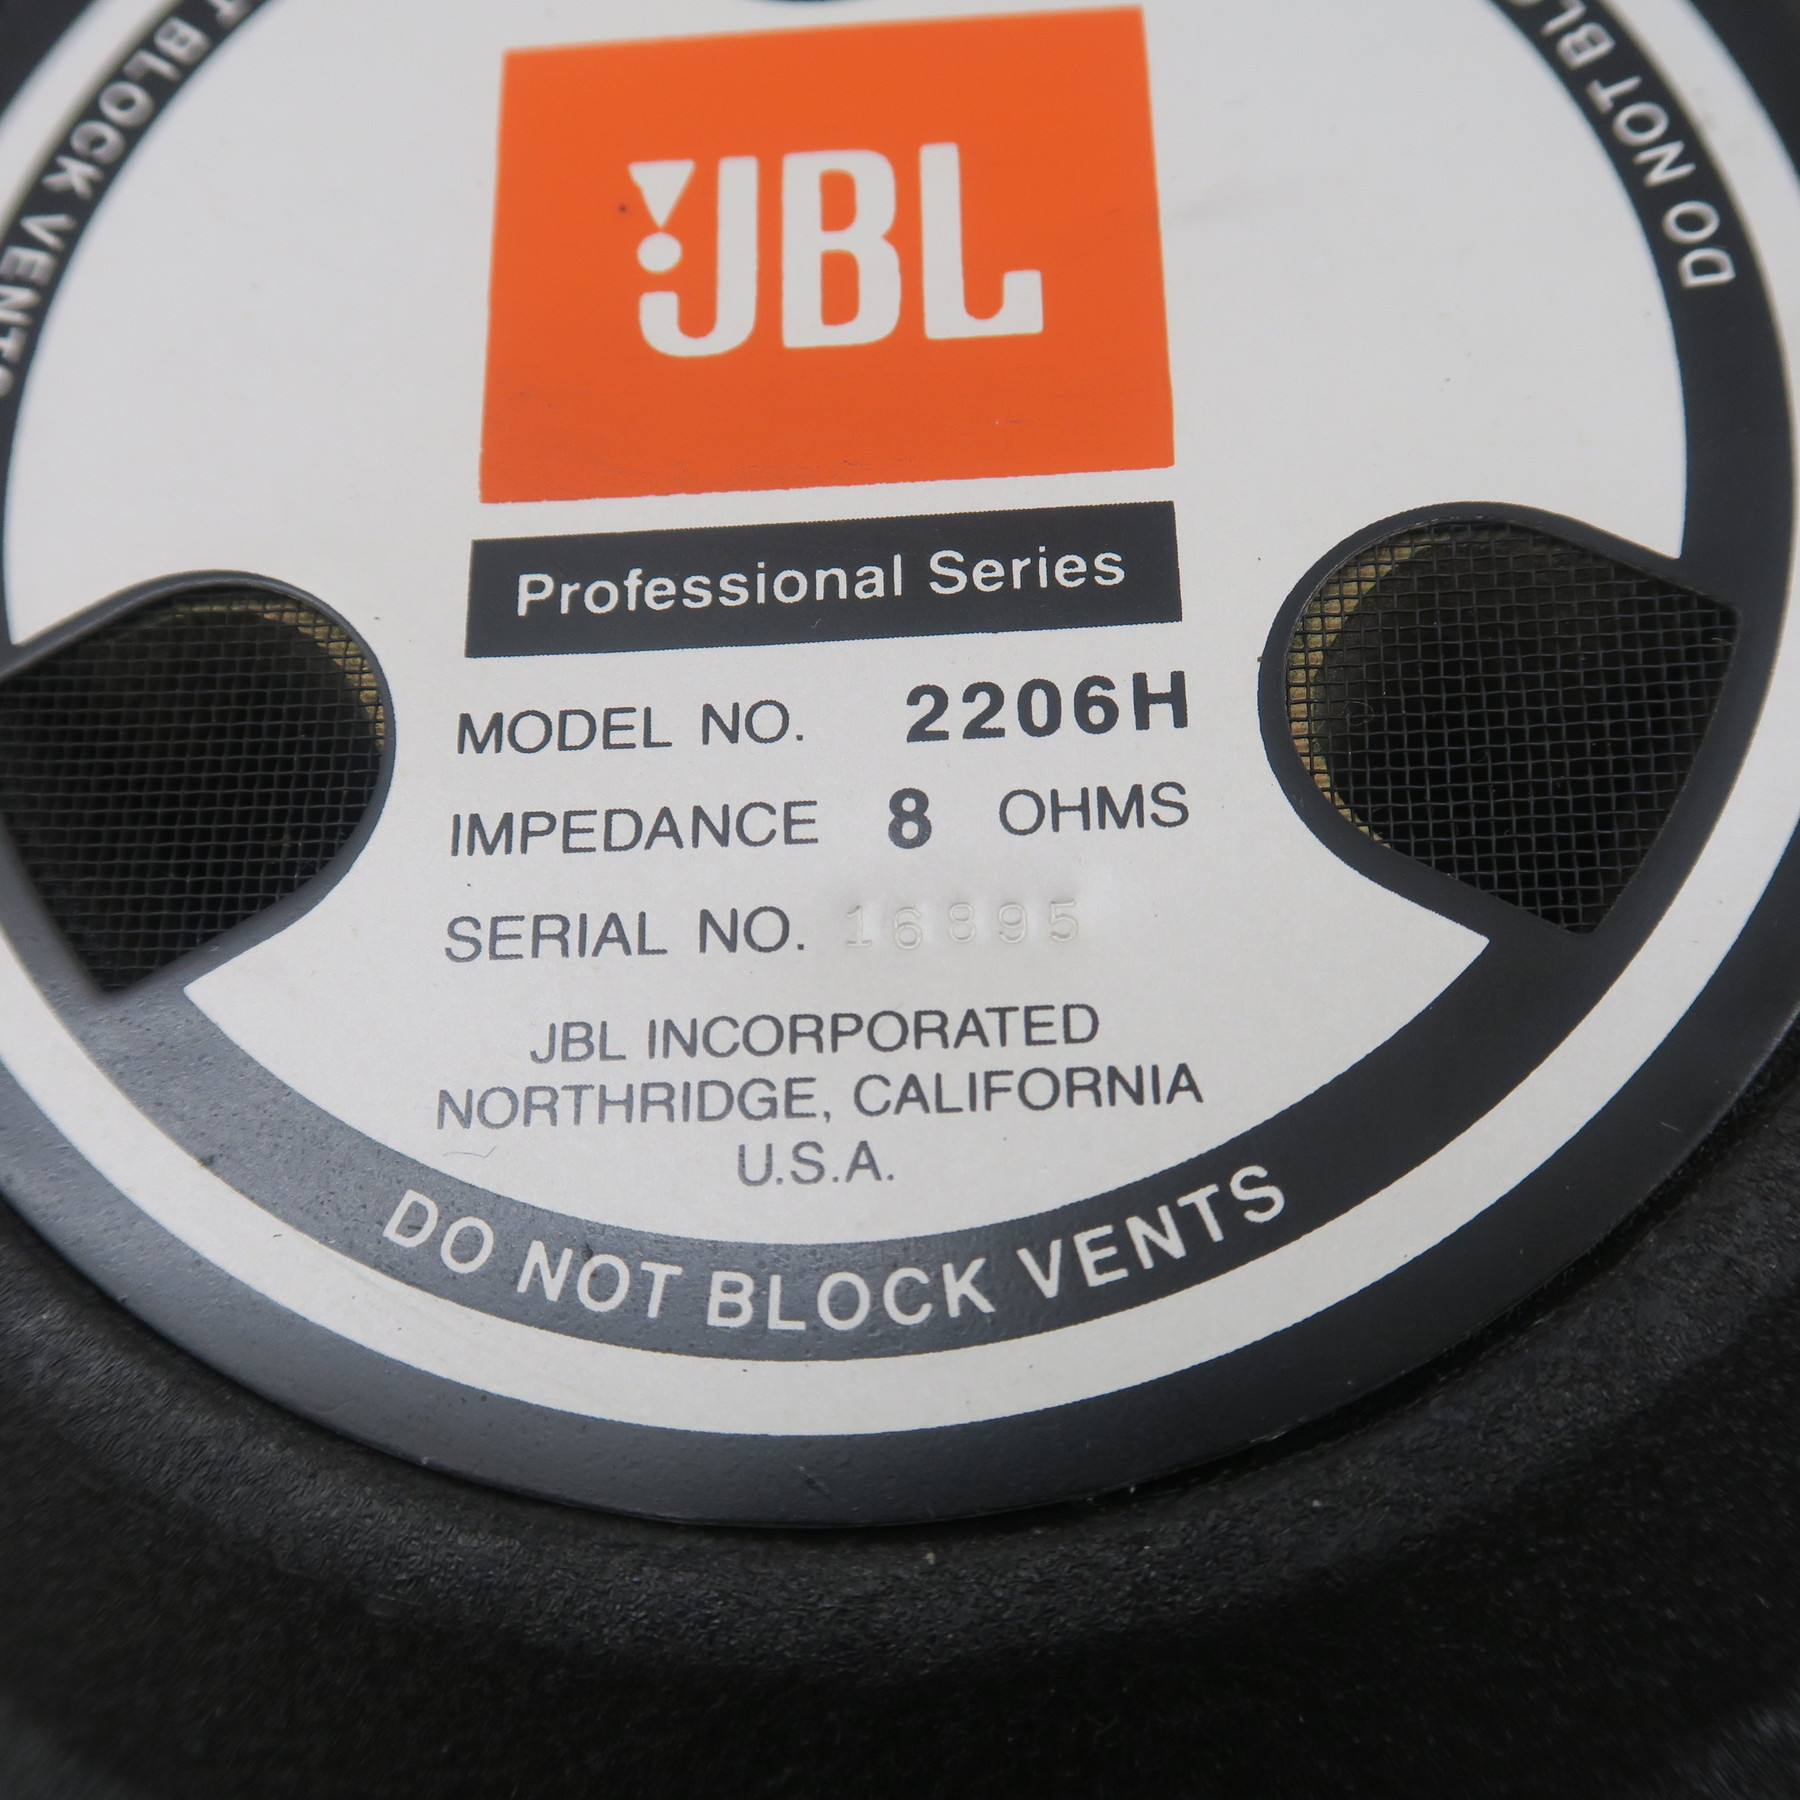 JBL
Professional Series
MODEL NO. 2206H
IMPEDANCE 8 OHMS
SERIAL NO. 16895
JBL INCORPORATED
NORTHRIDGE, CALIFORNIA
U.S.A.
DO NOT BLOCK VENTS
BLOCK VENTS
DO NOT